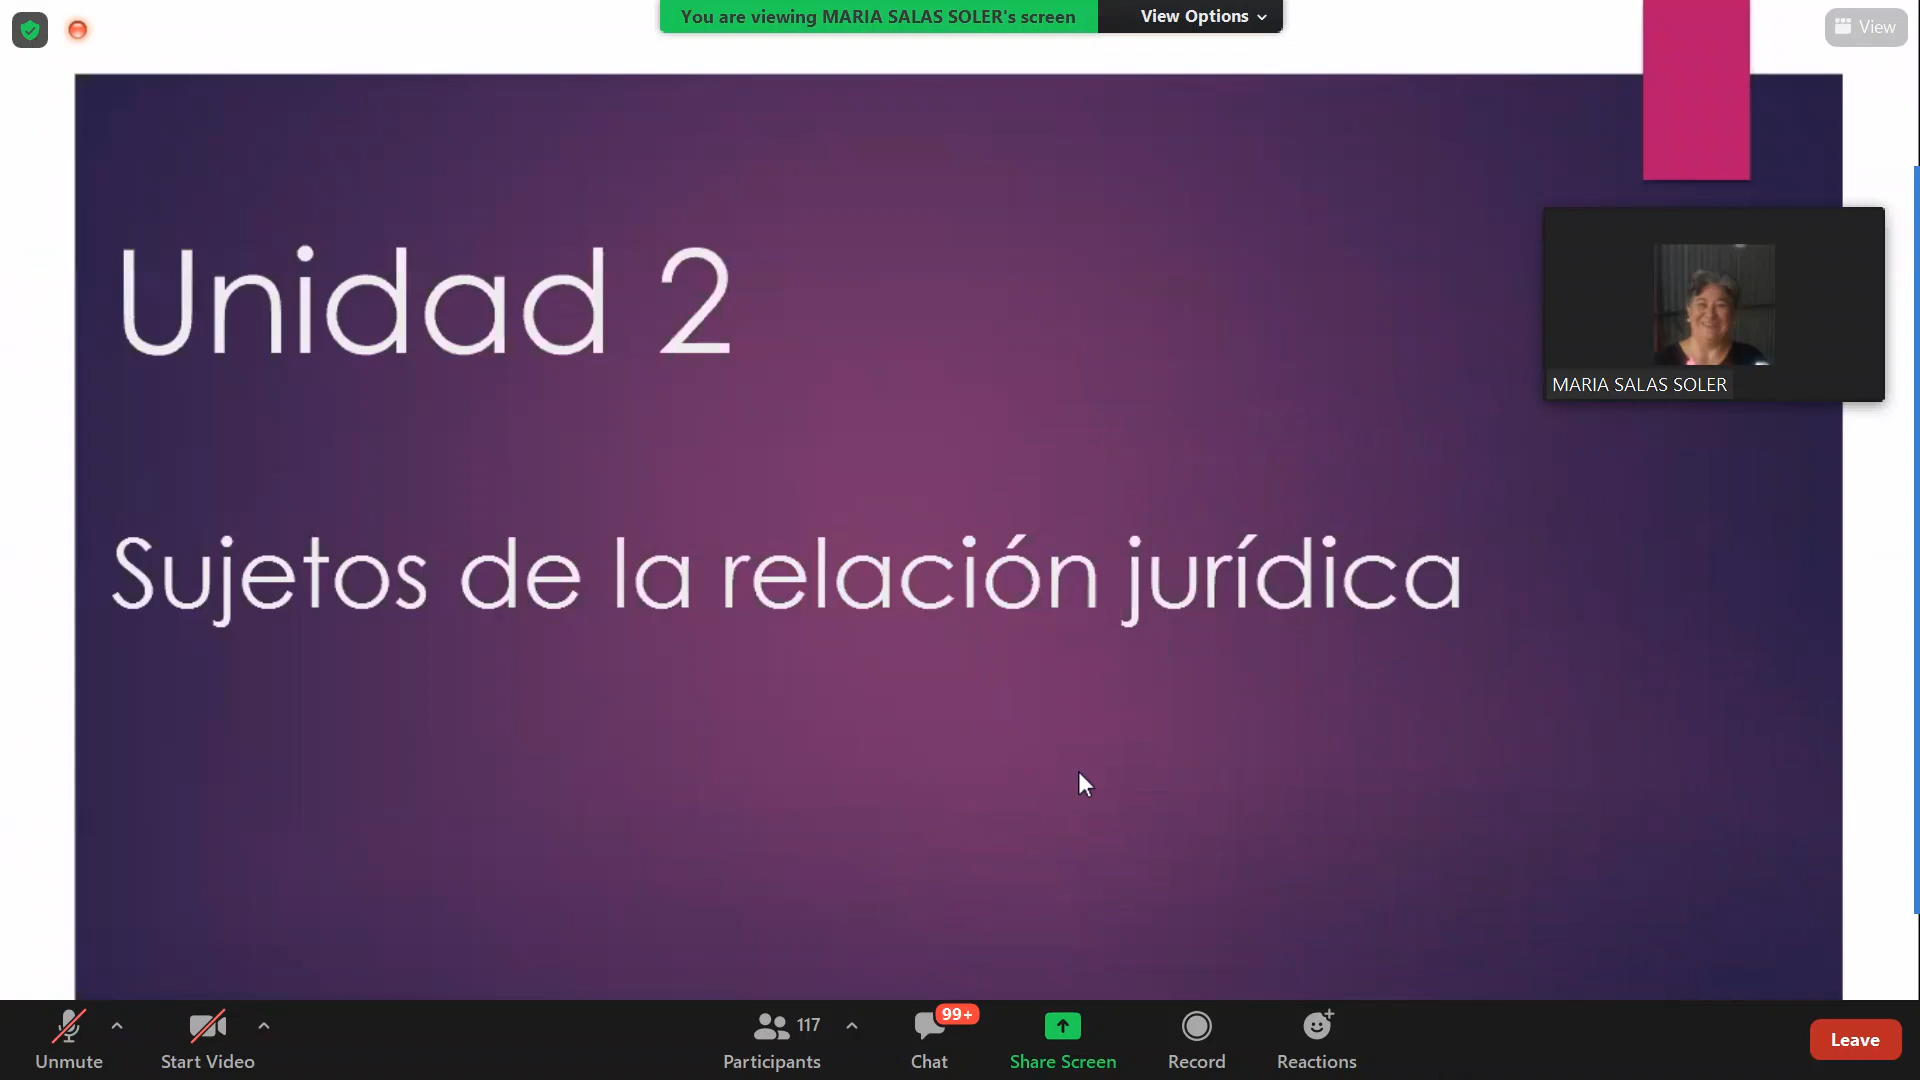 You are viewing MARIA SALAS SOLER's screen
View Options
View
Unidad 2
MARIA SALAS SOLER
Sujetos de la relación jurídica
117
99+
Unmute
Start Video
Participants
Chat
Share Screen
Record
Reactions
Leave